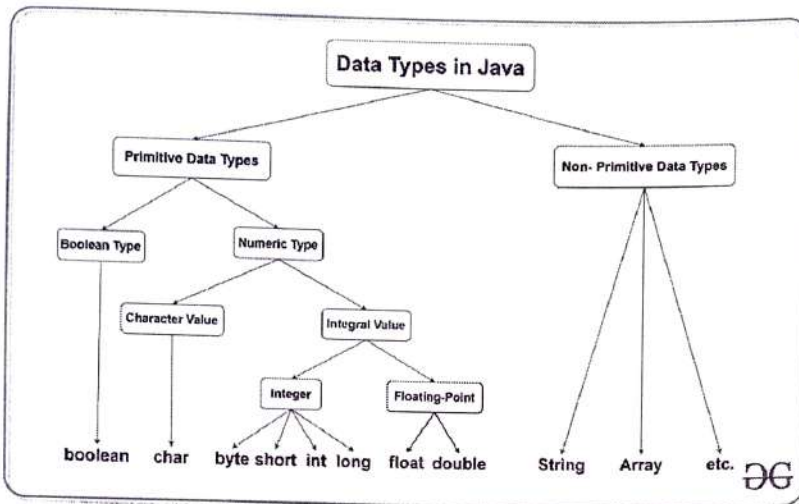 Data Types in Java
Primitive Data Types
Non- Primitive Data Types
Boolean Type
Numeric Type
Character Value
Integral Value
Integer
Floating-Point
boolean
char
byte
short
int
long
float
double
String
Array
etc.